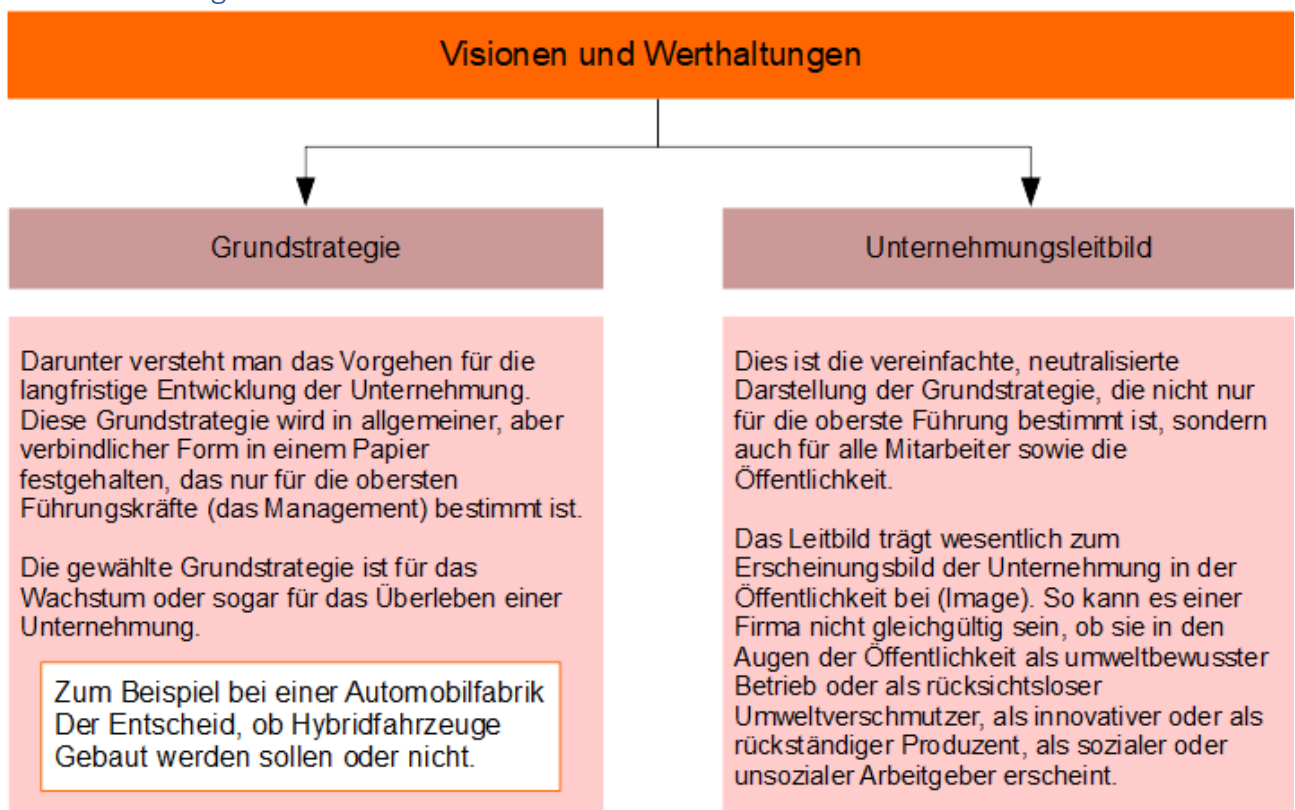 Visionen und Werthaltungen
Grundstrategie
Darunter versteht man das Vorgehen für die
langfristige Entwicklung der Unternehmung.
Diese Grundstrategie wird in allgemeiner, aber
verbindlicher Form in einem Papier
festgehalten, das nur für die obersten
Führungskräfte (das Management) bestimmt ist.
Die gewählte Grundstrategie ist für das
Wachstum oder sogar für das Überleben einer
Unternehmung.
Zum Beispiel bei einer Automobilfabrik
Der Entscheid, ob Hybridfahrzeuge
Gebaut werden sollen oder nicht.
Unternehmungsleitbild
Dies ist die vereinfachte, neutralisierte
Darstellung der Grundstrategie, die nicht nur
für die oberste Führung bestimmt ist, sondern
auch für alle Mitarbeiter sowie die
Öffentlichkeit.
Das Leitbild trägt wesentlich zum
Erscheinungsbild der Unternehmung in der
Öffentlichkeit bei (Image). So kann es einer
Firma nicht gleichgültig sein, ob sie in den
Augen der Öffentlichkeit als umweltbewusster
Betrieb oder als rücksichtsloser
Umweltverschmutzer, als innovativer oder als
rückständiger Produzent, als sozialer oder
unsozialer Arbeitgeber erscheint.